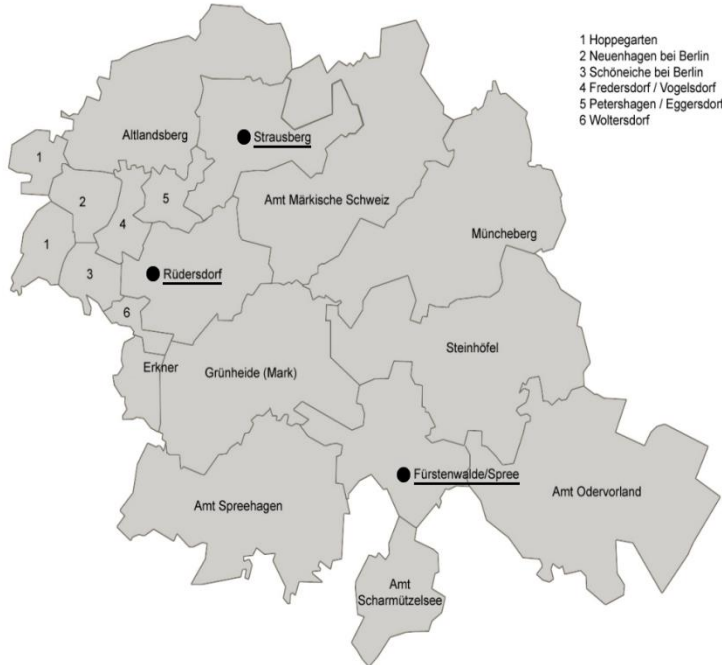 1 Hoppegarten
2 Neuenhagen bei Berlin
3 Schöneiche bei Berlin
4 Fredersdorf / Vogelsdorf
5 Petershagen / Eggersdorf
6 Woltersdorf
Altlandsberg
Strausberg
1
5
Amt Märkische Schweiz
2
4
Müncheberg
1
3
Rüdersdorf
6
Steinhöfel
Erkner
Grünheide (Mark)
Fürstenwalde/Spree
Amt Odervorland
Amt Spreehagen
Amt
Scharmützelsee